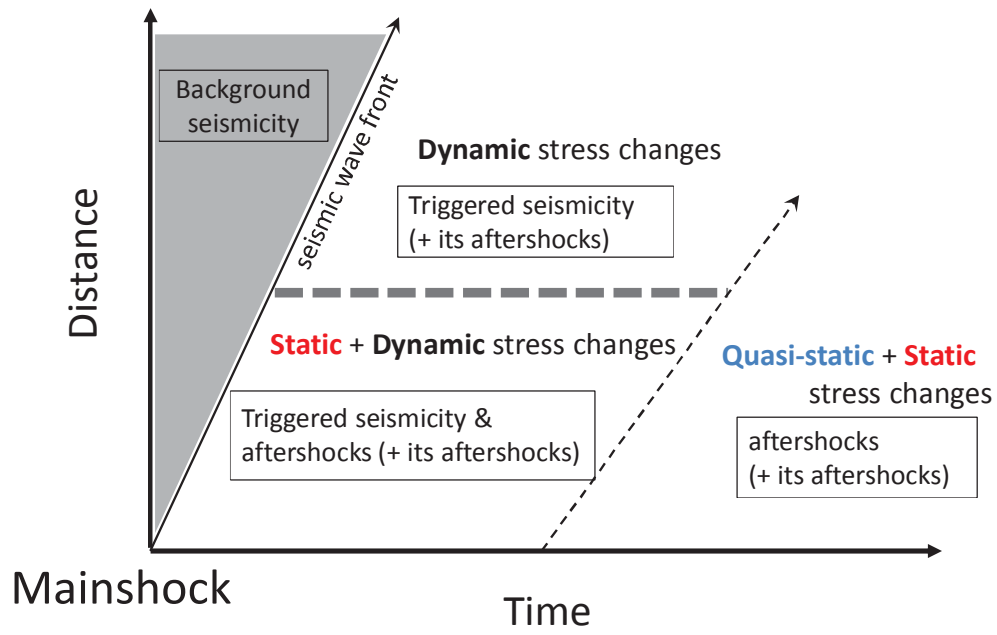 Background
seismicity
seismic wave front
Dynamic stress changes
Triggered seismicity
(+ its aftershocks)
Distance
Static + Dynamic stress changes
Quasi-static + Static
stress changes
Triggered seismicity &
aftershocks (+ its aftershocks)
aftershocks
(+ its aftershocks)
Mainshock
Time